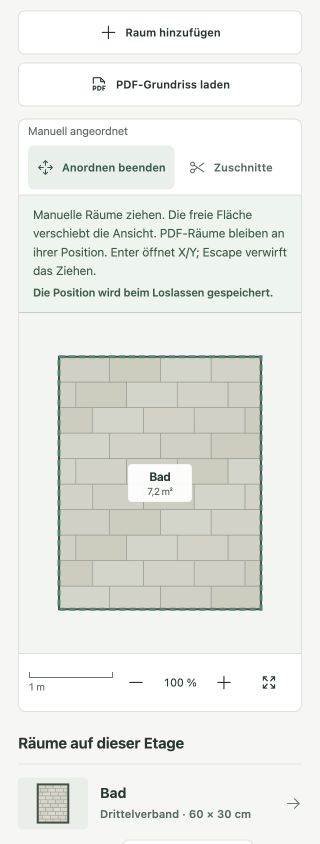 Raum hinzufügen
PDF-Grundriss laden
Manuell angeordnet
Anordnen beenden
Zuschnitte
Manuelle Räume ziehen. Die freie Fläche
verschiebt die Ansicht. PDF-Räume bleiben an
ihrer Position. Enter öffnet X/Y; Escape verwirft
das Ziehen.
Die Position wird beim Loslassen gespeichert.
Bad
7,2 m²
1 m
100 %
Räume auf dieser Etage
Bad
Drittelverband · 60 × 30 cm